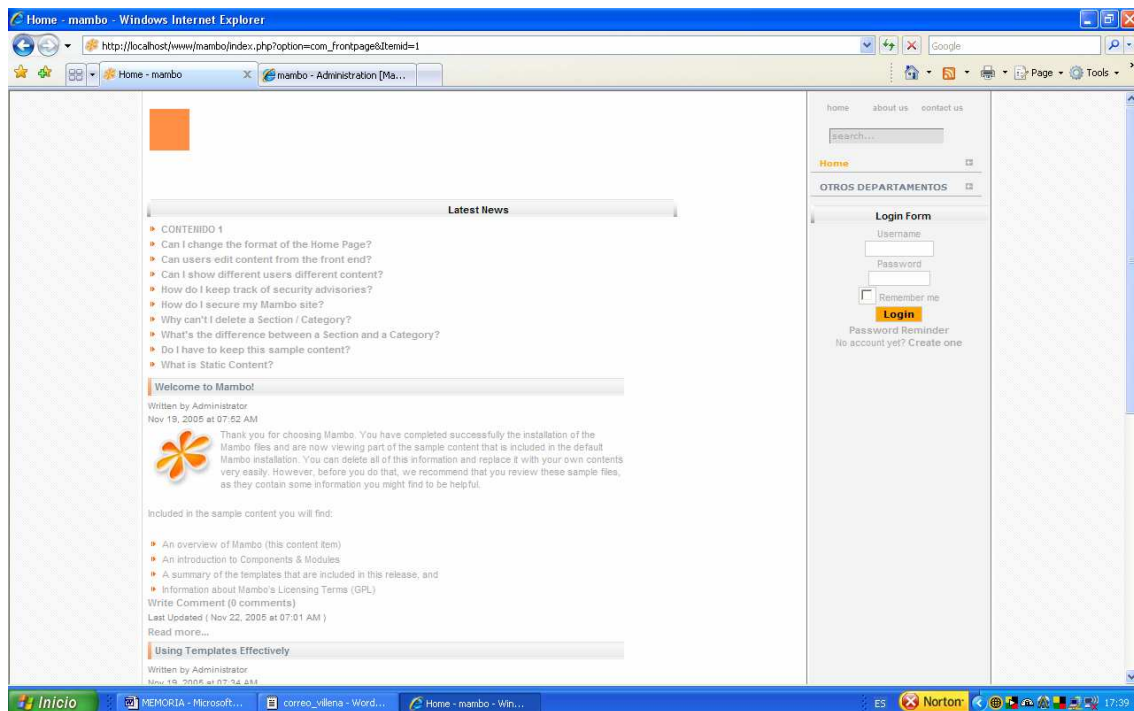 Home - mambo - Windows Internet Explorer
http://localhost/www/mambo/index.php?option=com_frontpage&Itemid=1
Google
Home - mambo
mambo - Administration [Ma...
Page
Tools
home about us contact us
search...
Home
OTROS DEPARTAMENTOS
Latest News
CONTENIDO 1
Can I change the format of the Home Page?
Can users edit content from the front end?
Can I show different users different content?
How do I keep track of security advisories?
How do I secure my Mambo site?
Why can't I delete a Section / Category?
What's the difference between a Section and a Category?
Do I have to keep this sample content?
What is Static Content?
Login Form
Username
Password
Remember me
Login
Password Reminder
No account yet? Create one
Welcome to Mambo!
Written by Administrator
Nov 19, 2005 at 07:52 AM
Thank you for choosing Mambo. You have completed successfully the installation of the
Mambo files and are now viewing part of the sample content that is included in the default
Mambo installation. You can delete all of this information and replace it with your own contents
very easily. However, before you do that, we recommend that you review these sample files,
as they contain some information you might find to be helpful.
Included in the sample content you will find:
An overview of Mambo (this content item)
An introduction to Components & Modules
A summary of the templates that are included in this release, and
Information about Mambo's Licensing Terms (GPL)
Write Comment (0 comments)
Last Updated ( Nov 22, 2005 at 07:01 AM )
Read more...
Using Templates Effectively
Written by Administrator
Nov 19, 2005 at 07:34 AM
Inicio
MEMORIA - Microsoft...
correo_villena - Word...
Home - mambo - Win...
ES
Norton
17:39